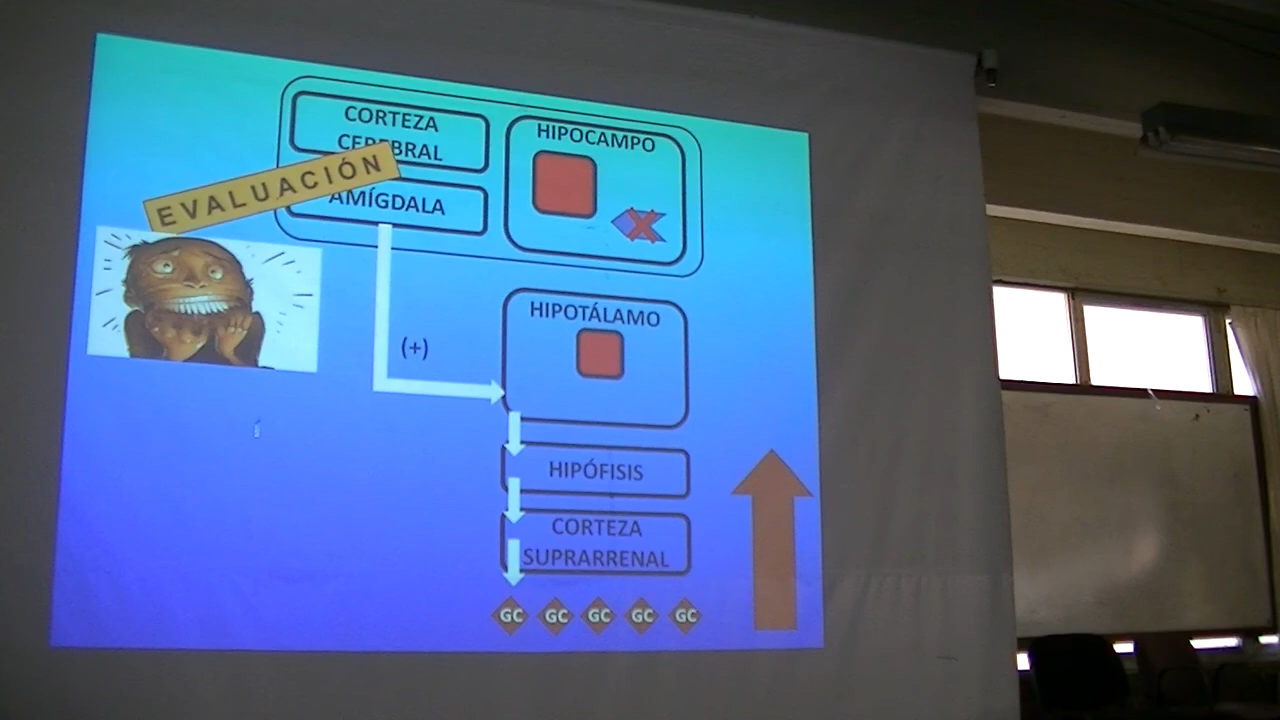 CORTEZA
CEREBRAL
HIPOCAMPO
EVALUACIÓN
AMÍGDALA
HIPOTÁLAMO
(+)
HIPÓFISIS
CORTEZA
SUPRARRENAL
GC GC GC GC GC